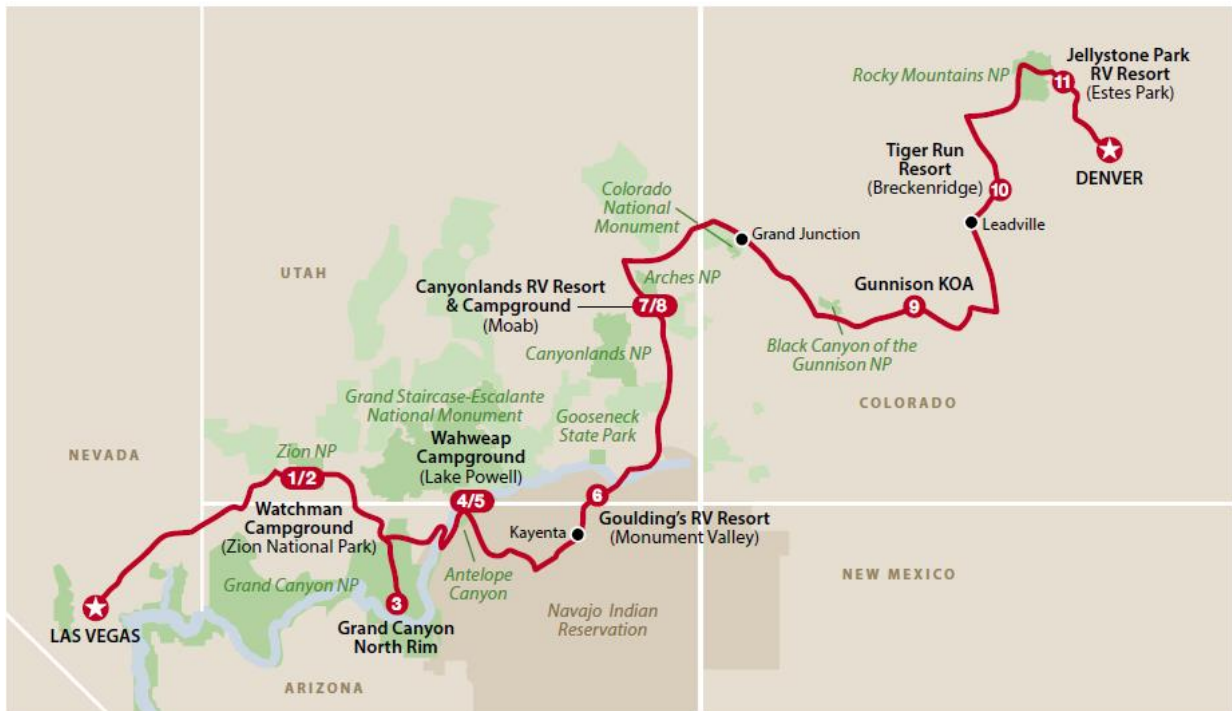 Jellystone Park
RV Resort
(Estes Park)
Rocky Mountains NP
11
Tiger Run
Resort
(Breckenridge)
10
DENVER
Colorado
National
Monument
Grand Junction
Leadville
UTAH
Arches NP
Canyonlands RV Resort
& Campground
(Moab)
7/8
Gunnison KOA
9
Canyonlands NP
Black Canyon of the
Gunnison NP
COLORADO
Grand Staircase-Escalante
National Monument
Gooseneck
State Park
NEVADA
Zion NP
Wahweap
Campground
(Lake Powell)
1/2
4/5
6
Watchman
Campground
(Zion National Park)
Kayenta
Goulding's RV Resort
(Monument Valley)
Grand Canyon NP
Antelope
Canyon
NEW MEXICO
3
LAS VEGAS
Grand Canyon
North Rim
Navajo Indian
Reservation
ARIZONA